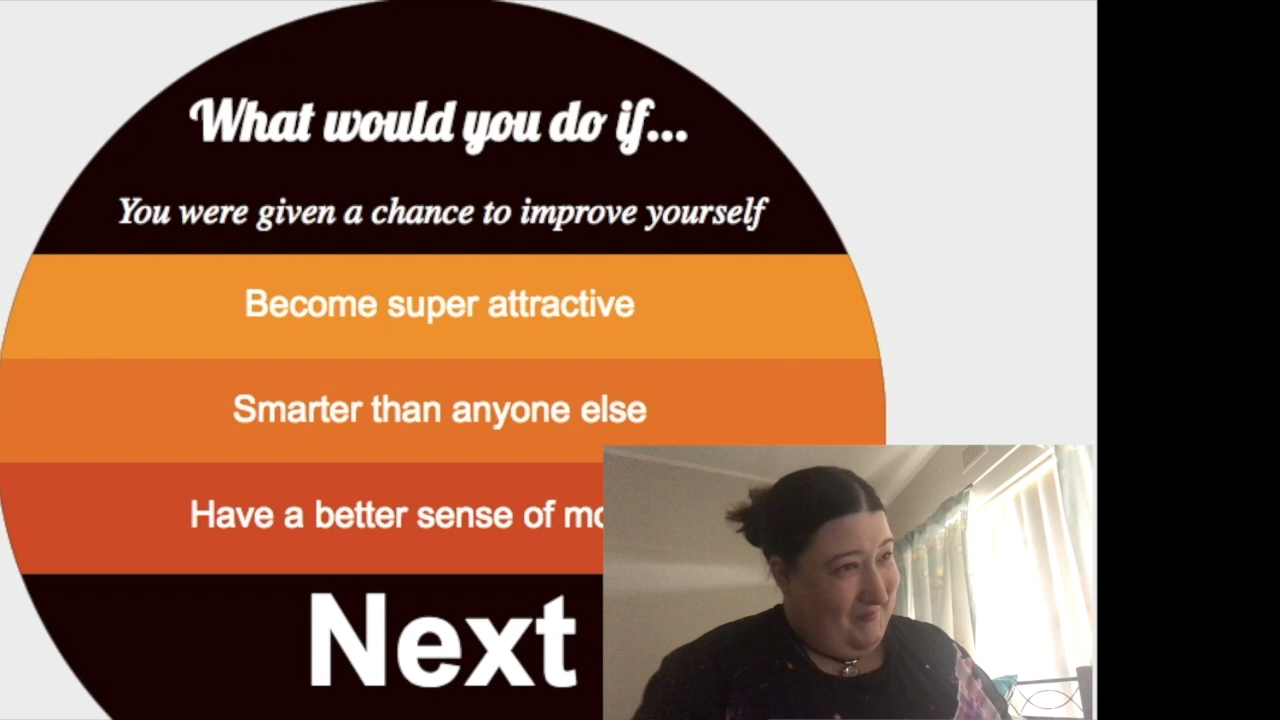 What would you do if...
You were given a chance to improve yourself
Become super attractive
Smarter than anyone else
Have a better sense of
Next